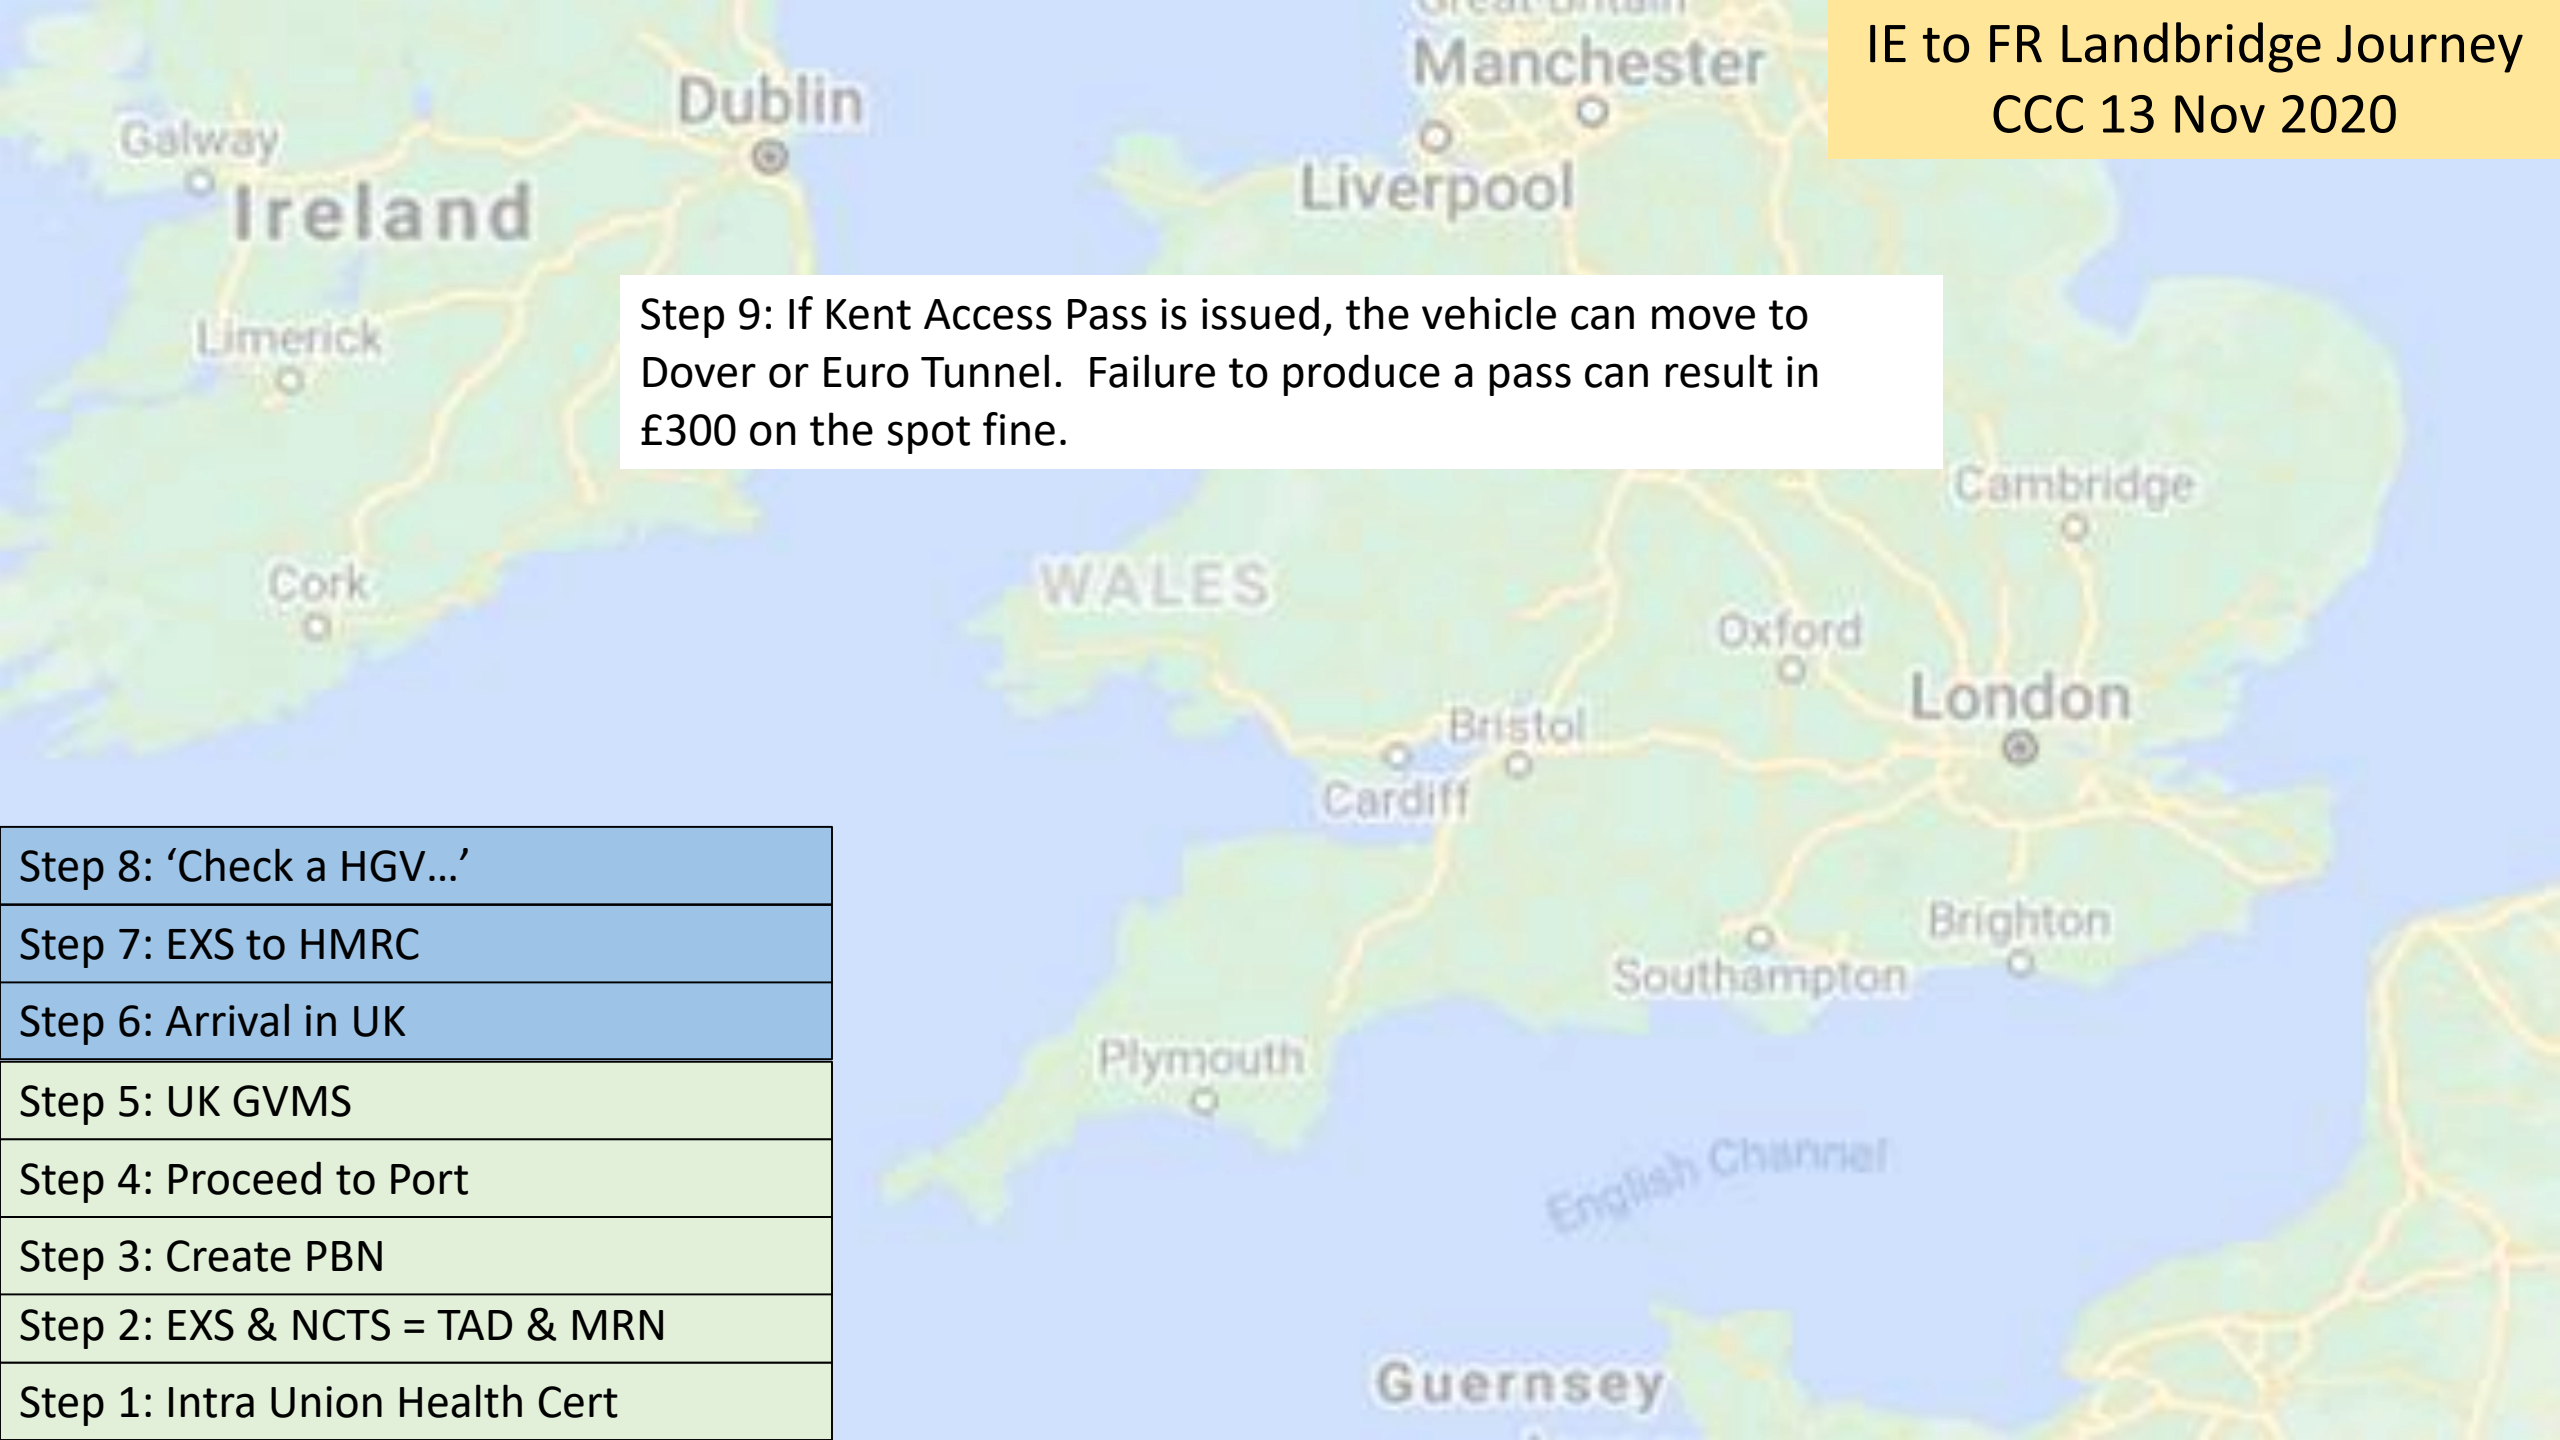 IE to FR Landbridge Journey
CCC 13 Nov 2020
Great Britain
Manchester
Dublin
Galway
Liverpool
Ireland
Step 9: If Kent Access Pass is issued, the vehicle can move to
Dover or Euro Tunnel.  Failure to produce a pass can result in
£300 on the spot fine.
Limerick
Cambridge
Cork
WALES
Oxford
London
Bristol
Cardiff
Step 8: ‘Check a HGV…’
Step 7: EXS to HMRC
Step 6: Arrival in UK
Step 5: UK GVMS
Step 4: Proceed to Port
Step 3: Create PBN
Step 2: EXS & NCTS = TAD & MRN
Step 1: Intra Union Health Cert
Brighton
Southampton
Plymouth
English Channel
Guernsey